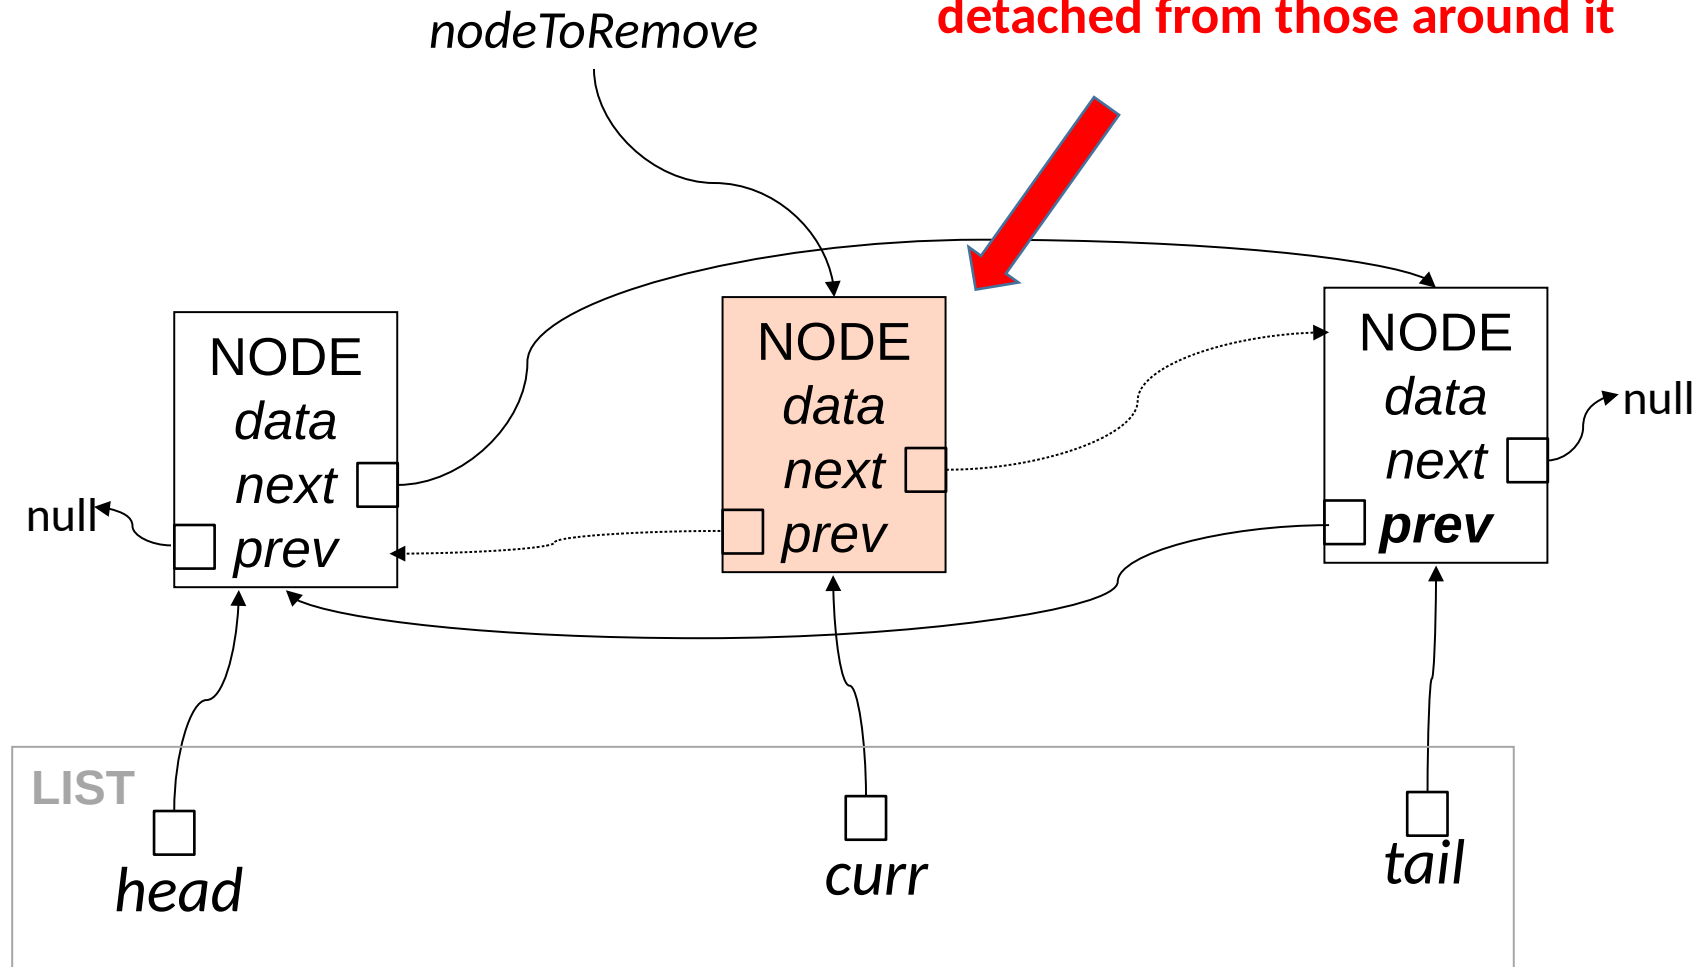 detached from those around it
nodeToRemove
NODE
data
next
prev
null
NODE
data
next
prev
NODE
data
next
prev
null
LIST
head
curr
tail